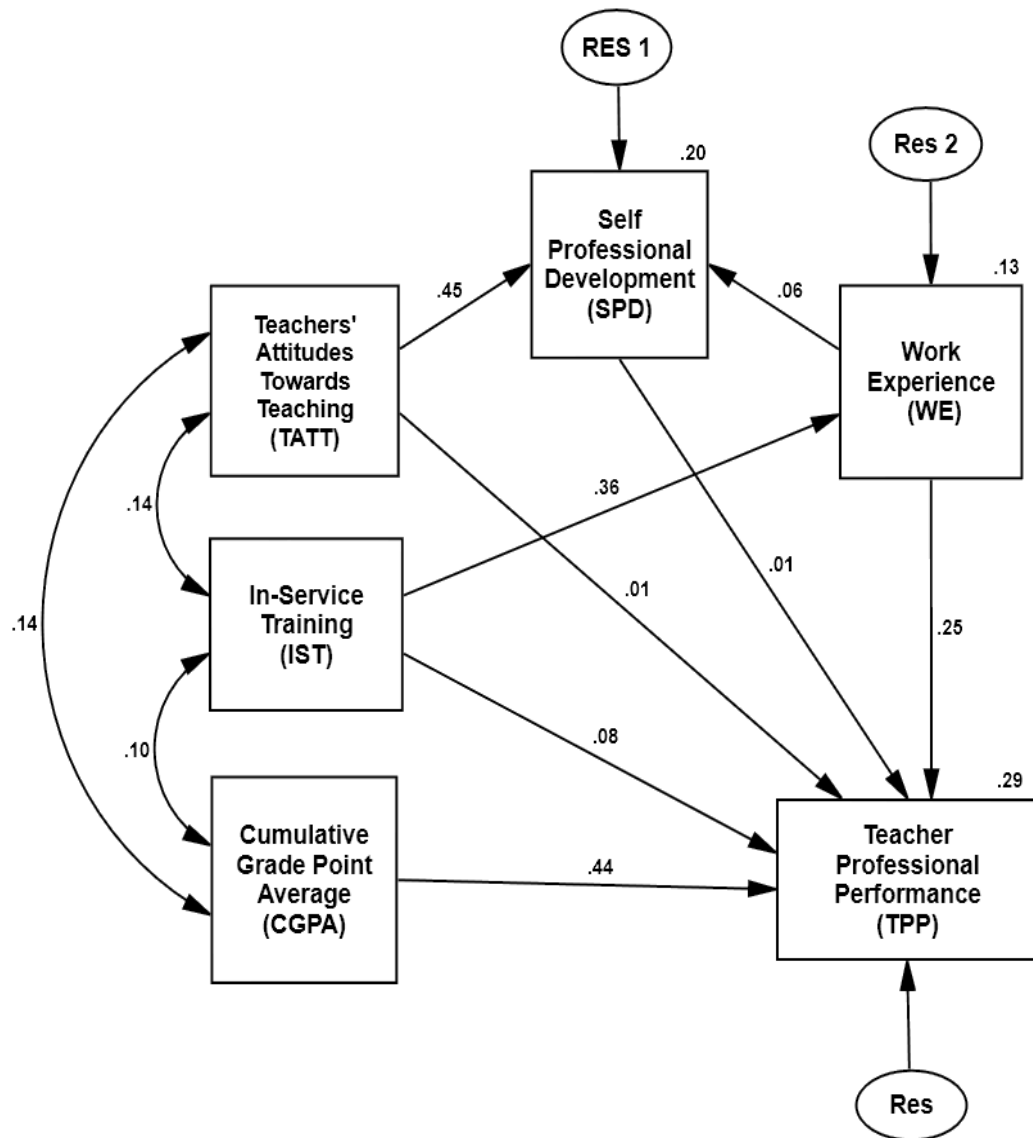 RES 1
Res 2
.20
Self
Professional
Development
(SPD)
.13
Work
Experience
(WE)
.45
.06
Teachers'
Attitudes
Towards
Teaching
(TATT)
.14
.36
In-Service
Training
(IST)
.14
.01
.01
.25
.10
.08
.29
Cumulative
Grade Point
Average
(CGPA)
.44
Teacher
Professional
Performance
(TPP)
Res